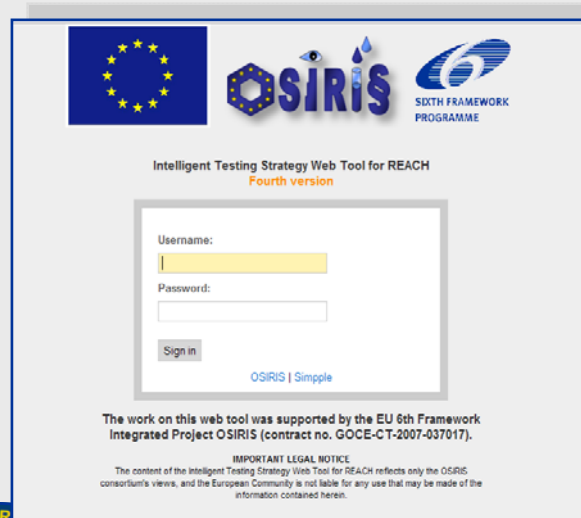 OSIRIS
SIXTH FRAMEWORK
PROGRAMME
Intelligent Testing Strategy Web Tool for REACH
Fourth version
Username:
Password:
Sign in
OSIRIS | Simpple
The work on this web tool was supported by the EU 6th Framework
Integrated Project OSIRIS (contract no. GOCE-CT-2007-037017).
IMPORTANT LEGAL NOTICE
The content of the Intelligent Testing Strategy Web Tool for REACH reflects only the OSIRIS
consortium's views, and the European Community is not liable for any use that may be made of the
information contained herein.